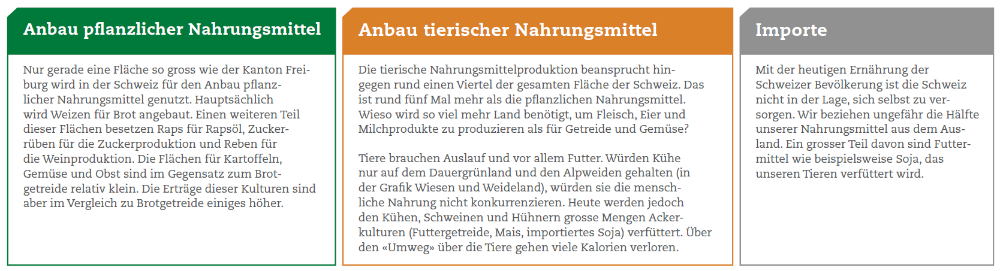 Anbau pflanzlicher Nahrungsmittel
Nur gerade eine Fläche so gross wie der Kanton Frei-
burg wird in der Schweiz für den Anbau pflanz-
licher Nahrungsmittel genutzt. Hauptsächlich
wird Weizen für Brot angebaut. Einen weiteren Teil
dieser Flächen besetzen Raps für Rapsöl, Zucker-
rüben für die Zuckerproduktion und Reben für
die Weinproduktion. Die Flächen für Kartoffeln,
Gemüse und Obst sind im Gegensatz zum Brot-
getreide relativ klein. Die Erträge dieser Kulturen sind
aber im Vergleich zu Brotgetreide einiges höher.
Anbau tierischer Nahrungsmittel
Die tierische Nahrungsmittelproduktion beansprucht hin-
gegen rund einen Viertel der gesamten Fläche der Schweiz. Das
ist rund fünf Mal mehr als die pflanzlichen Nahrungsmittel.
Wieso wird so viel mehr Land benötigt, um Fleisch, Eier und
Milchprodukte zu produzieren als für Getreide und Gemüse?
Tiere brauchen Auslauf und vor allem Futter. Würden Kühe
nur auf dem Dauergrünland und den Alpweiden gehalten (in
der Grafik Wiesen und Weideland), würden sie die mensch-
liche Nahrung nicht konkurrenzieren. Heute werden jedoch
den Kühen, Schweinen und Hühnern grosse Mengen Acker-
kulturen (Futtergetreide, Mais, importiertes Soja) verfüttert. Über
den «Umweg» über die Tiere gehen viele Kalorien verloren.
Importe
Mit der heutigen Ernährung der
Schweizer Bevölkerung ist die Schweiz
nicht in der Lage, sich selbst zu ver-
sorgen. Wir beziehen ungefähr die Hälfte
unserer Nahrungsmittel aus dem Aus-
land. Ein grosser Teil davon sind Futter-
mittel wie beispielsweise Soja, das
unseren Tieren verfüttert wird.